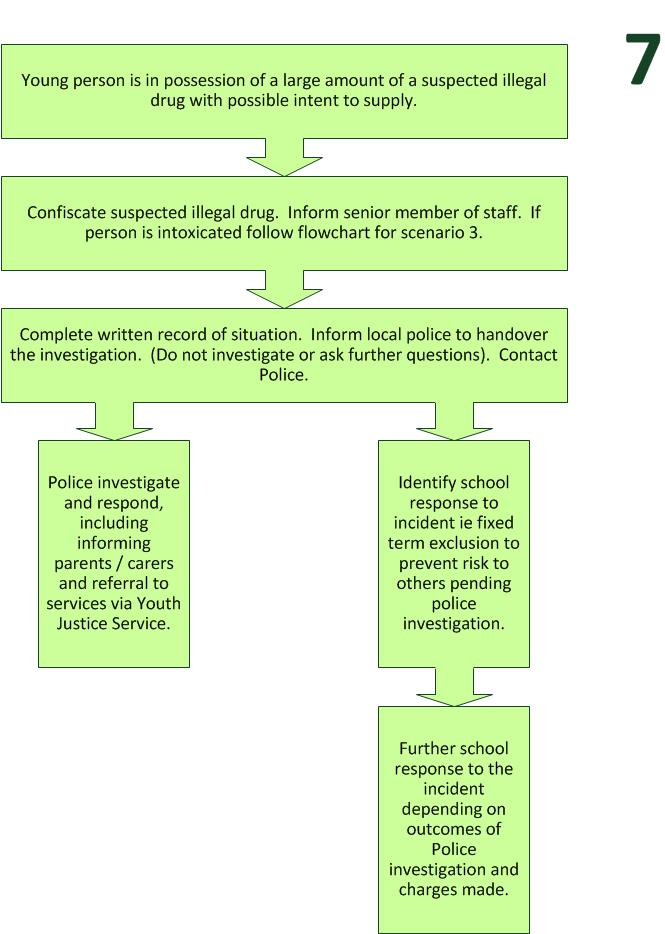 7
Young person is in possession of a large amount of a suspected illegal
drug with possible intent to supply.
Confiscate suspected illegal drug.  Inform senior member of staff.  If
person is intoxicated follow flowchart for scenario 3.
Complete written record of situation.  Inform local police to handover
the investigation.  (Do not investigate or ask further questions).  Contact
Police.
Police investigate
and respond,
including
informing
parents / carers
and referral to
services via Youth
Justice Service.
Identify school
response to
incident ie fixed
term exclusion to
prevent risk to
others pending
police
investigation.
Further school
response to the
incident
depending on
outcomes of
Police
investigation and
charges made.